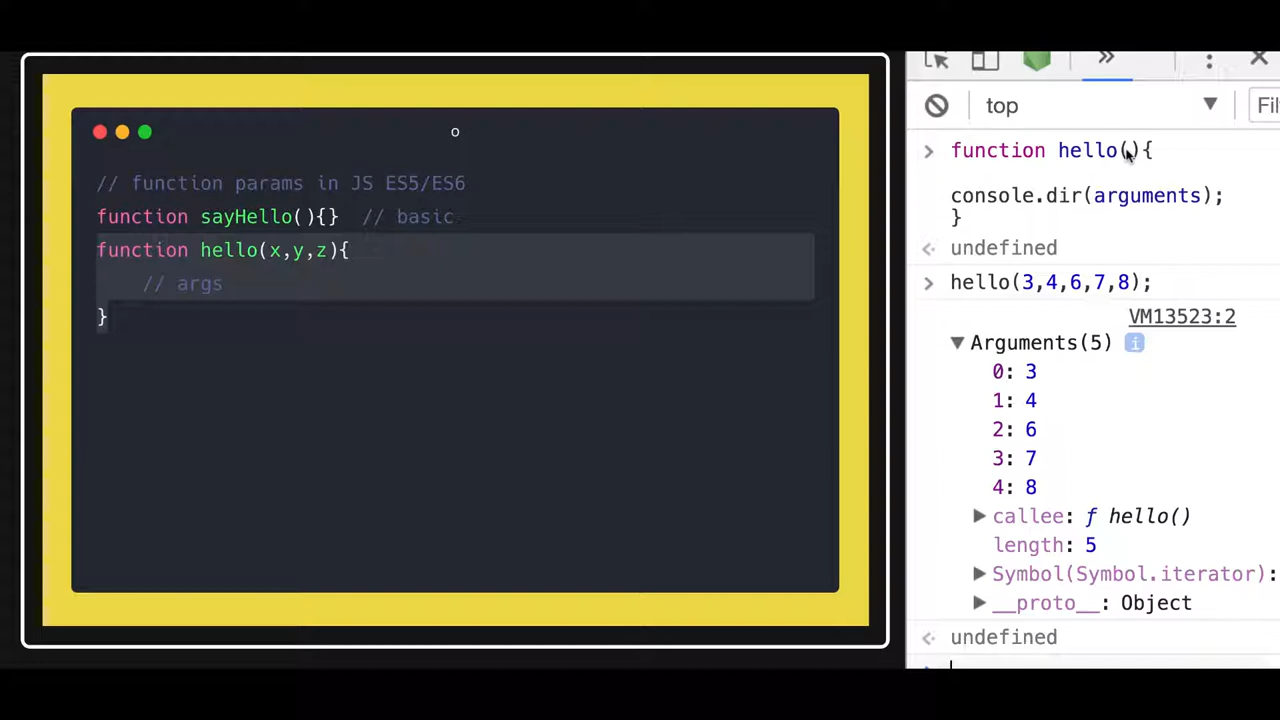 o
// function params in JS ES5/ES6
function sayHello(){} // basic
function hello(x,y,z){
// args
}
top
Fil
function hello(){
console.dir(arguments);
}
undefined
hello(3,4,6,7,8);
VM13523:2
Arguments(5) i
0: 3
1: 4
2: 6
3: 7
4: 8
callee: ƒ hello()
length: 5
Symbol(Symbol.iterator):
__proto__: Object
undefined